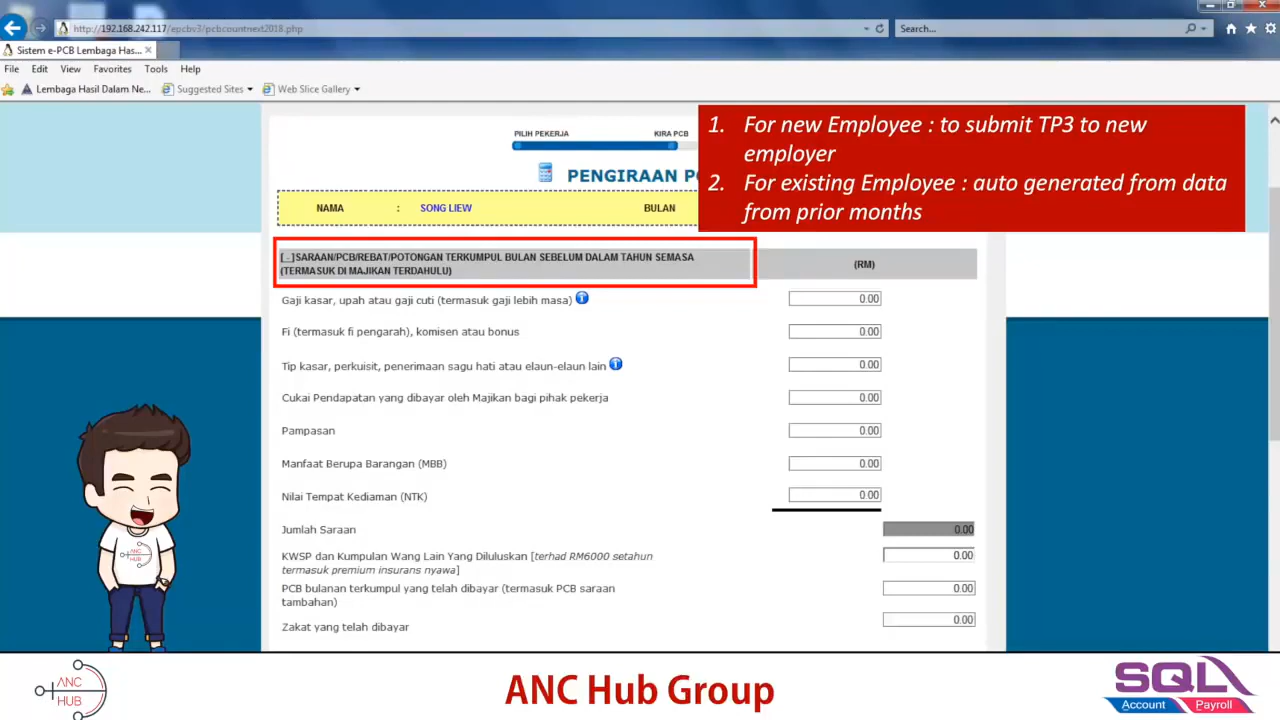 http://192.168.242.117/epcbv3/pcbcountnext2018.php
Search...
Sistem e-PCB Lembaga Has...
File Edit View Favorites Tools Help
Lembaga Hasil Dalam Ne... Suggested Sites Web Slice Gallery
PILIH PEKERJA KIRA PCB
PENGIRAAN
NAMA : SONG LIEW BULAN
1. For new Employee : to submit TP3 to new
employer
2. For existing Employee : auto generated from data
from prior months
[ - ]SARAAN/PCB/REBAT/POTONGAN TERKUMPUL BULAN SEBELUM DALAM TAHUN SEMASA
(TERMASUK DI MAJIKAN TERDAHULU)
(RM)
Gaji kasar, upah atau gaji cuti (termasuk gaji lebih masa) 0.00
Fi (termasuk fi pengarah), komisen atau bonus 0.00
Tip kasar, perkuisit, penerimaan sagu hati atau elaun-elaun lain 0.00
Cukai Pendapatan yang dibayar oleh Majikan bagi pihak pekerja 0.00
Pampasan 0.00
Manfaat Berupa Barangan (MBB) 0.00
Nilai Tempat Kediaman (NTK) 0.00
Jumlah Saraan 0.00
KWSP dan Kumpulan Wang Lain Yang Diluluskan [terhad RM6000 setahun 0.00
termasuk premium insurans nyawa]
PCB bulanan terkumpul yang telah dibayar (termasuk PCB saraan 0.00
tambahan)
Zakat yang telah dibayar 0.00
ANC
HUB
ANC
HUB
ANC Hub Group
SQL
Account Payroll